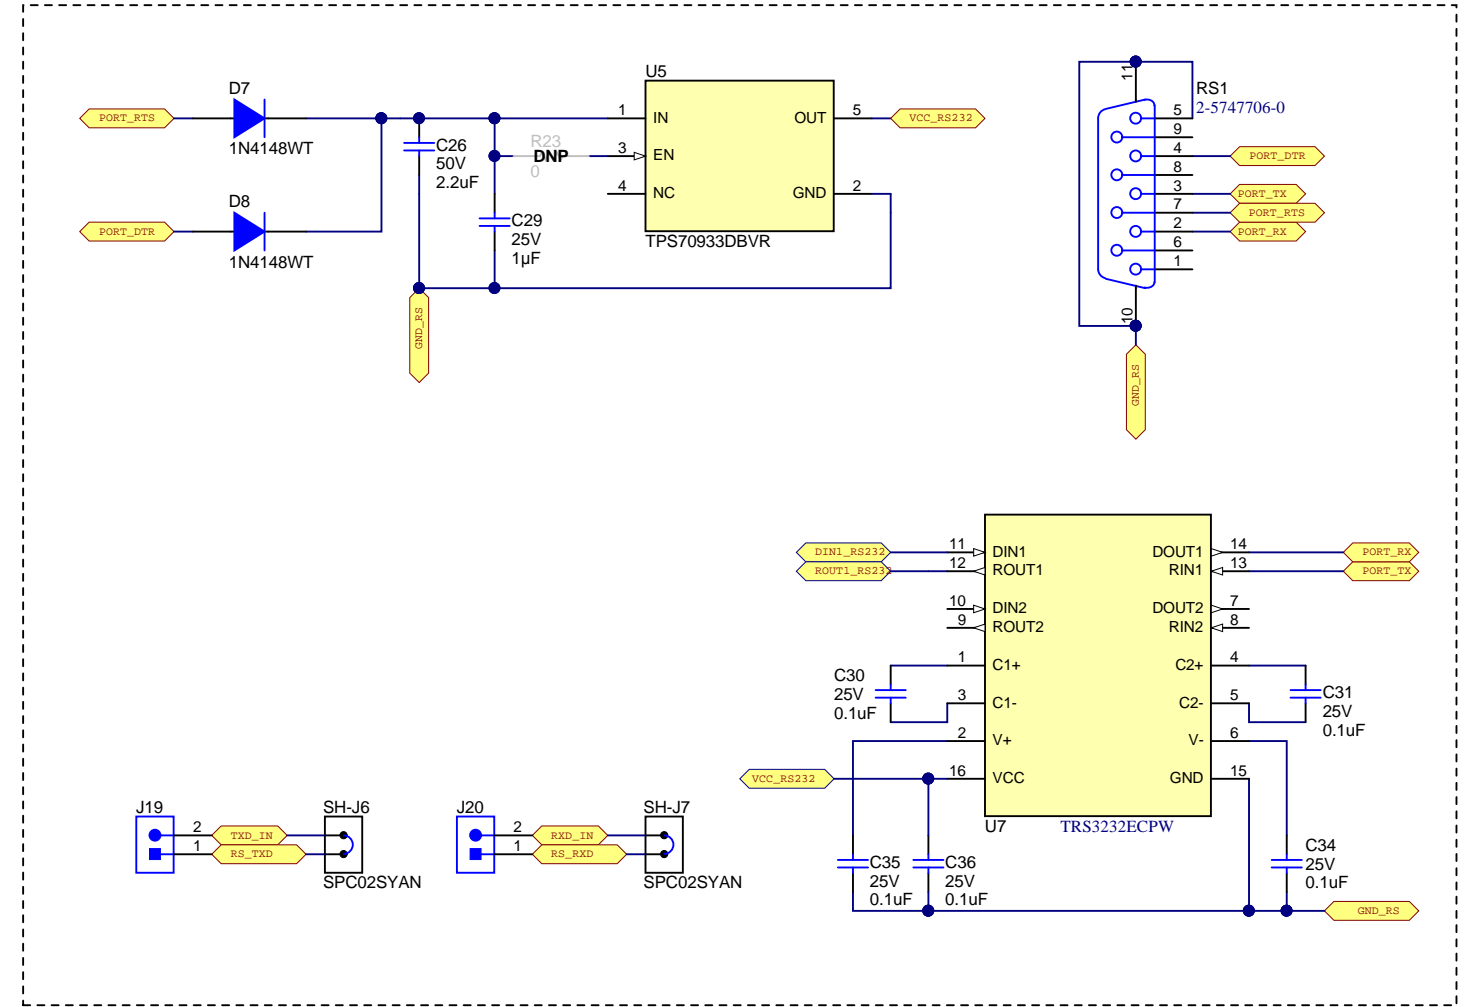 D7
PORT_RTS
1N4148WT
D8
PORT_DTR
1N4148WT
C26
50V
2.2uF
R23
DNP
0
C29
25V
1µF
GND_RS
U5
1 IN OUT 5 VCC_RS232
3 EN
4 NC GND 2
TPS70933DBVR
11
RS1
2-5747706-0
5
9
4 PORT_DTR
8
3 PORT_TX
7 PORT_RTS
2 PORT_RX
6
1
10
GND_RS
DIN1_RS232 11 DIN1 DOUT1 14 PORT_RX
ROUT1_RS232 12 ROUT1 RIN1 13 PORT_TX
10 DIN2 DOUT2 7
9 ROUT2 RIN2 8
1 C1+ C2+ 4
C30
25V
0.1uF
3 C1- C2- 5
C31
25V
0.1uF
2 V+ V- 6
VCC_RS232 16 VCC GND 15
U7 TRS3232ECPW
C35
25V
0.1uF
C36
25V
0.1uF
C34
25V
0.1uF
GND_RS
J19 SH-J6
2 TXD_IN
1 RS_TXD
SPC02SYAN
J20 SH-J7
2 RXD_IN
1 RS_RXD
SPC02SYAN